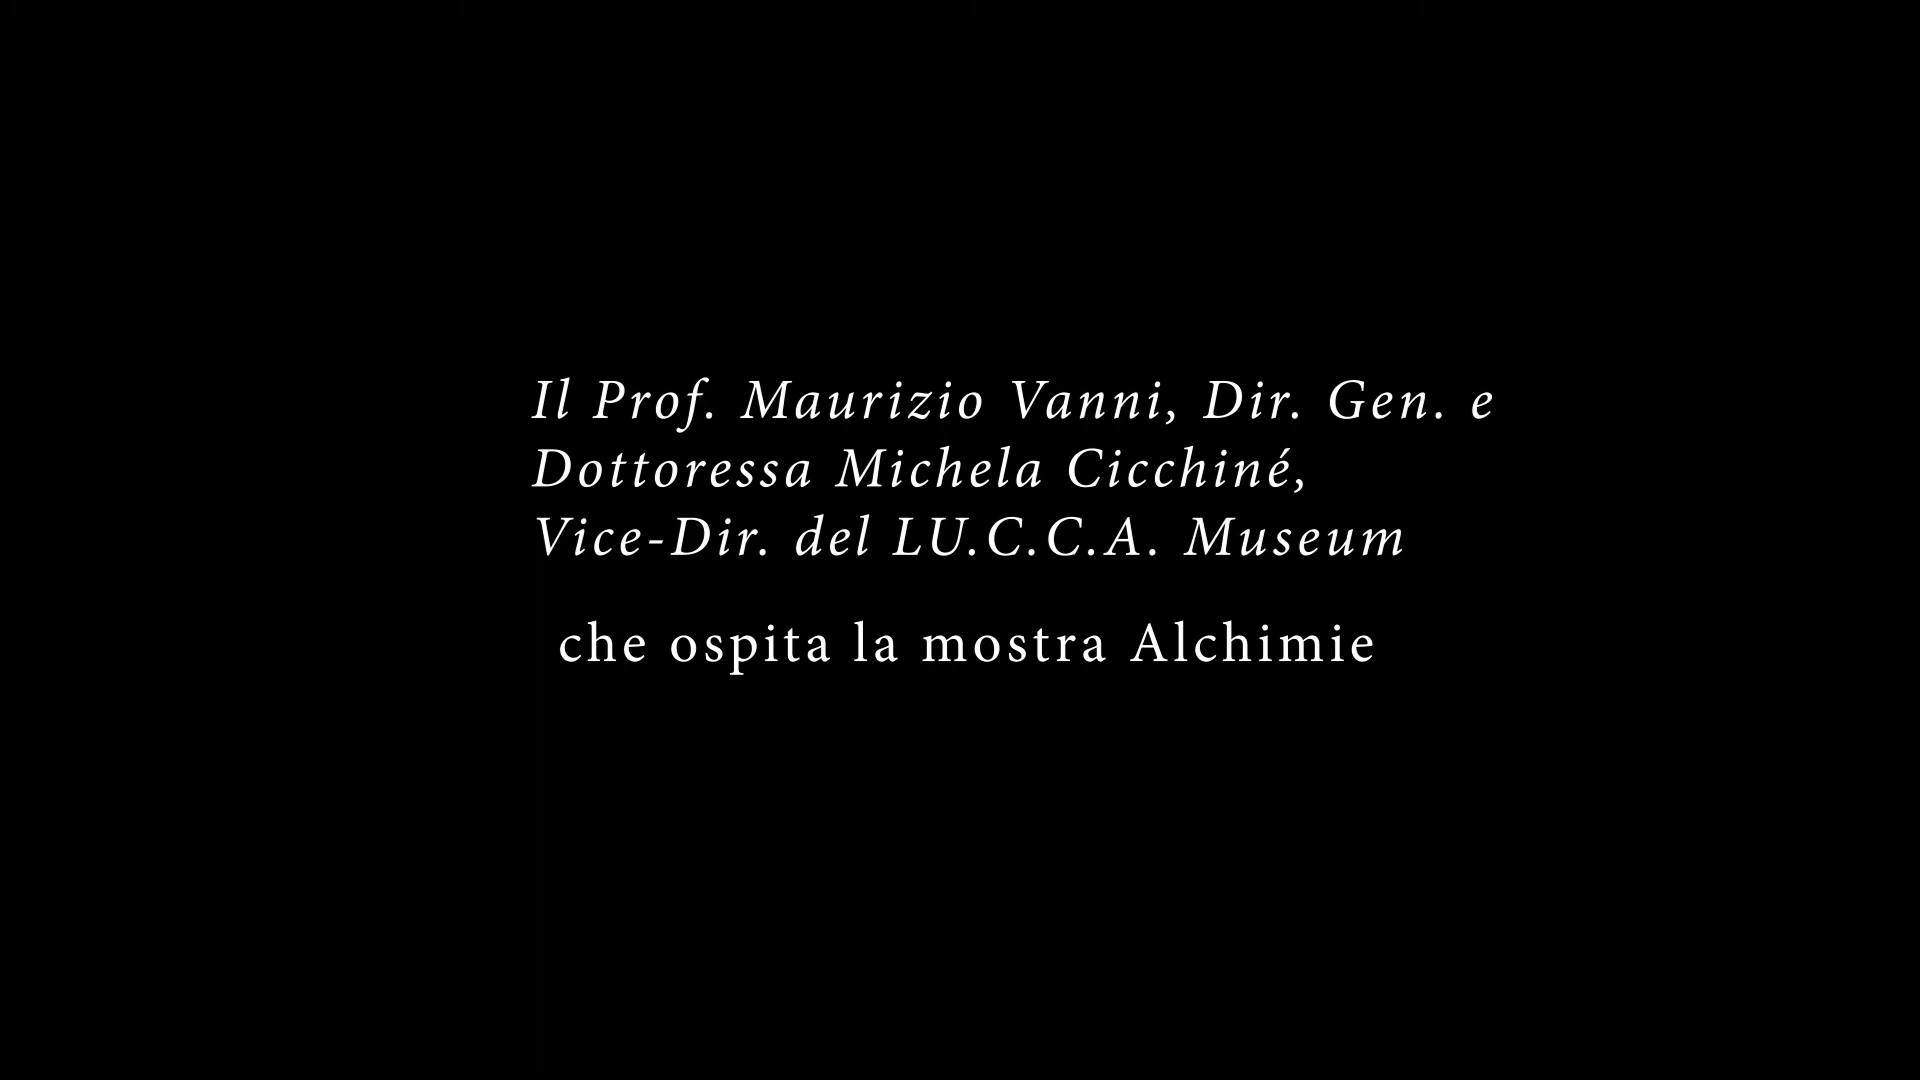 Il Prof. Maurizio Vanni, Dir. Gen. e
Dottoressa Michela Cicchiné,
Vice-Dir. del LU.C.C.A. Museum
che ospita la mostra Alchimie